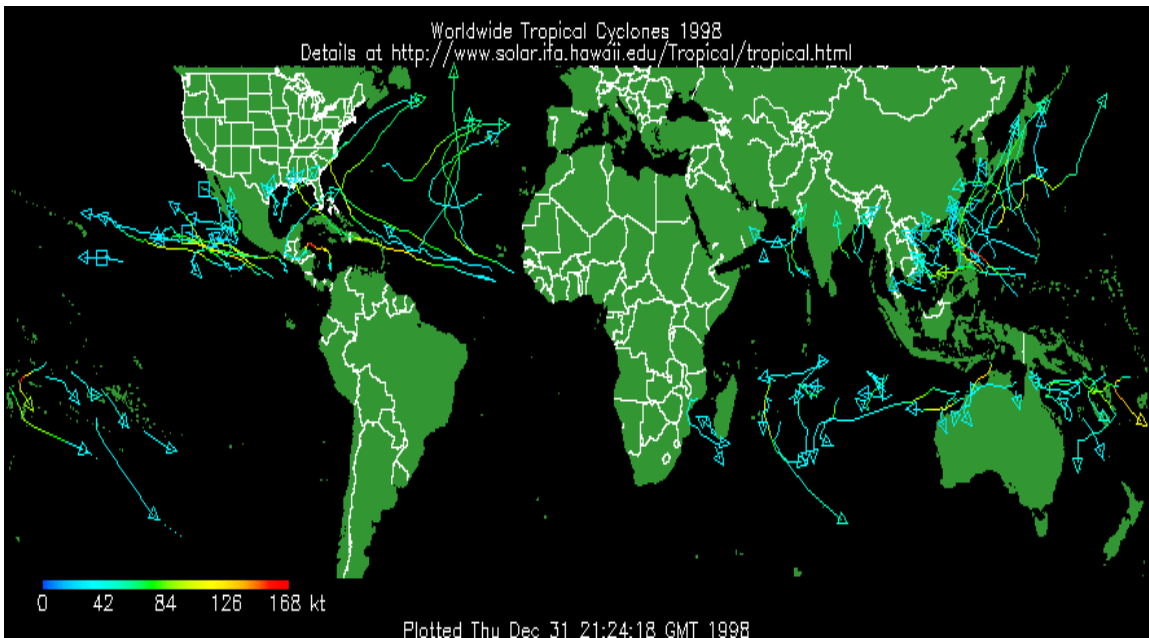 Worldwide Tropical Cyclones 1998
Details at http://www.solar.ifa.hawaii.edu/Tropical/tropical.html
0 42 84 126 168 kt
Plotted Thu Dec 31 21:24:18 GMT 1998